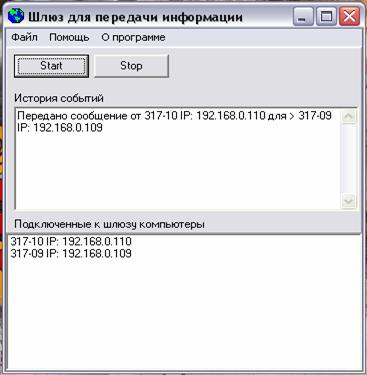 Шлюз для передачи информации
Файл Помощь О программе
Start Stop
История событий
Передано сообщение от 317-10 IP: 192.168.0.110 для > 317-09
IP: 192.168.0.109
Подключенные к шлюзу компьютеры
317-10 IP: 192.168.0.110
317-09 IP: 192.168.0.109